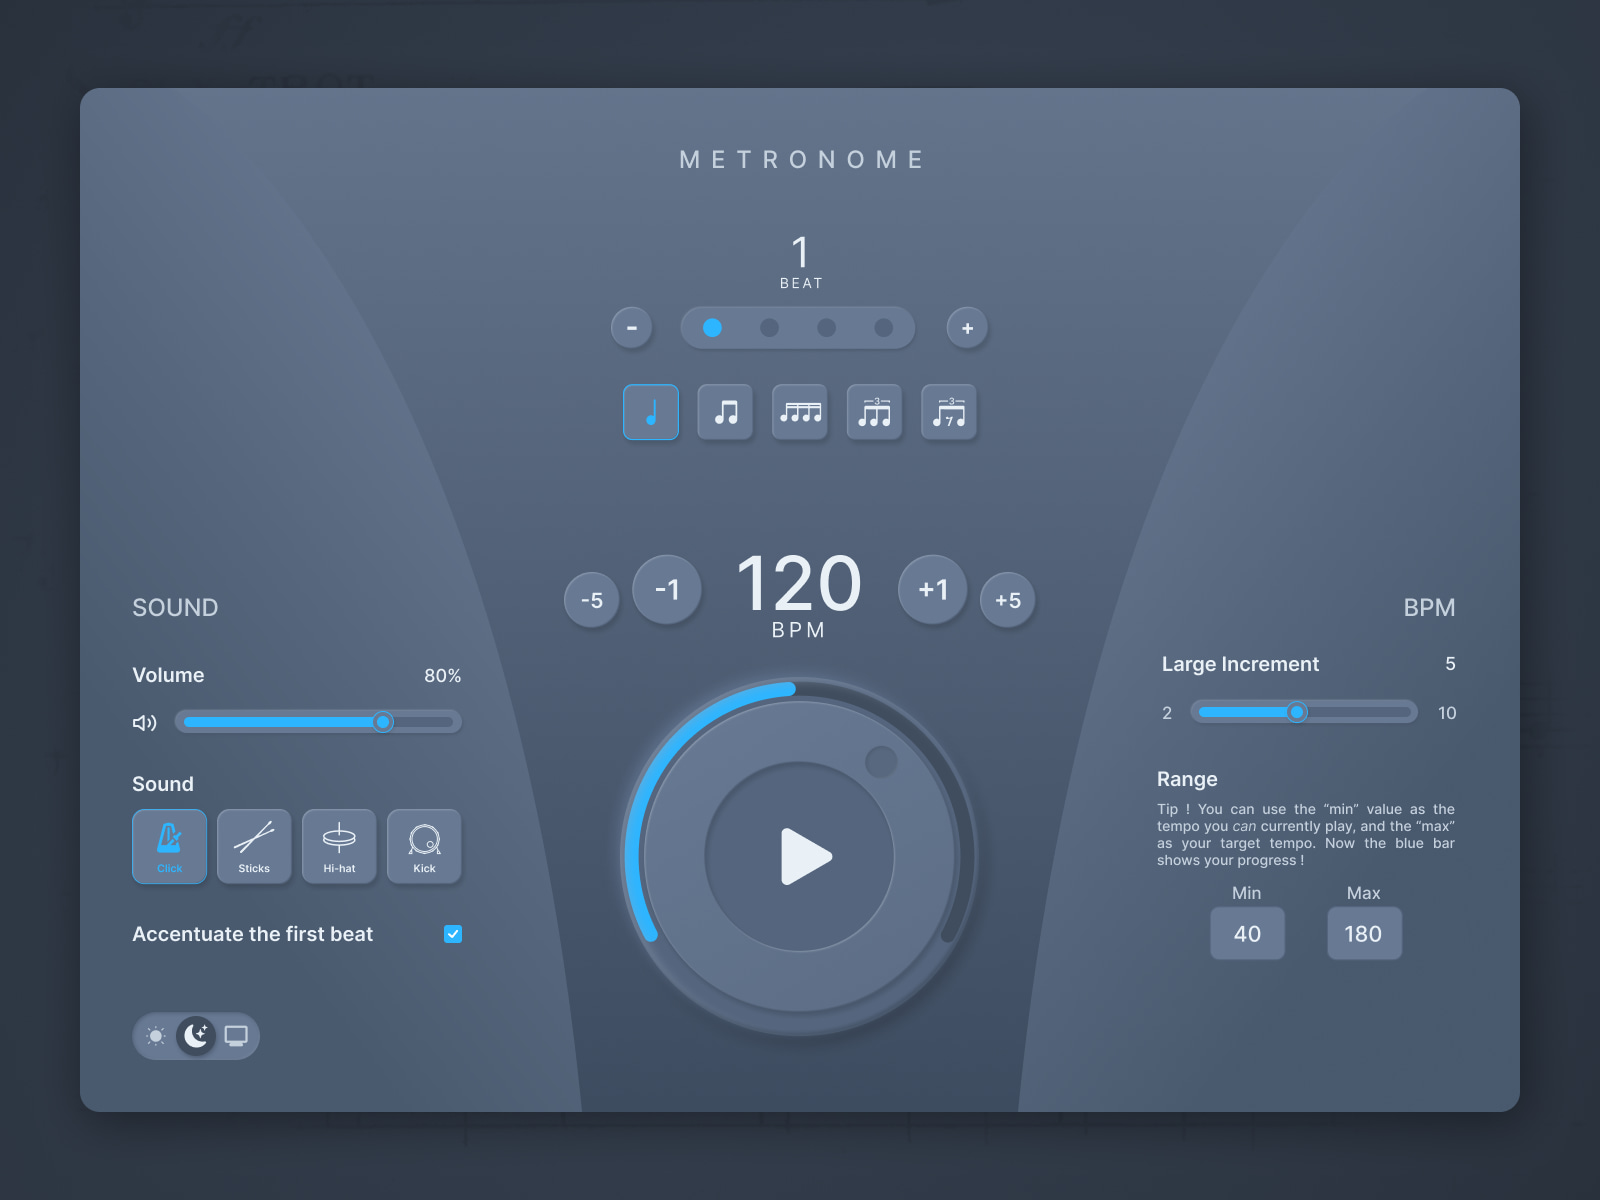 METRONOME
1
BEAT
-
+
3
3
-5
-1
120
BPM
+1
+5
SOUND
Volume
80%
Sound
Click
Sticks
Hi-hat
Kick
Accentuate the first beat
BPM
Large Increment
5
2
10
Range
Tip ! You can use the “min” value as the
tempo you can currently play, and the “max”
as your target tempo. Now the blue bar
shows your progress !
Min
Max
40
180